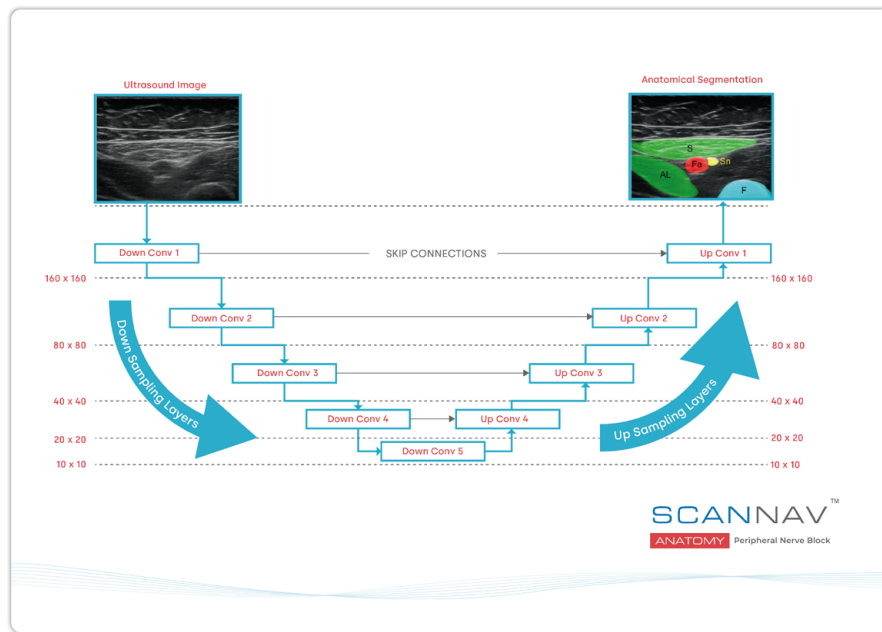 Ultrasound Image
Anatomical Segmentation
S
Fa
Sn
AL
F
Down Conv 1
SKIP CONNECTIONS
Up Conv 1
160 x 160
160 x 160
Down Conv 2
Up Conv 2
80 x 80
80 x 80
Down Conv 3
Up Conv 3
40 x 40
40 x 40
Down Conv 4
Up Conv 4
20 x 20
20 x 20
Down Conv 5
10 x 10
10 x 10
Down Sampling Layers
Up Sampling Layers
SCANNAV™
ANATOMY Peripheral Nerve Block